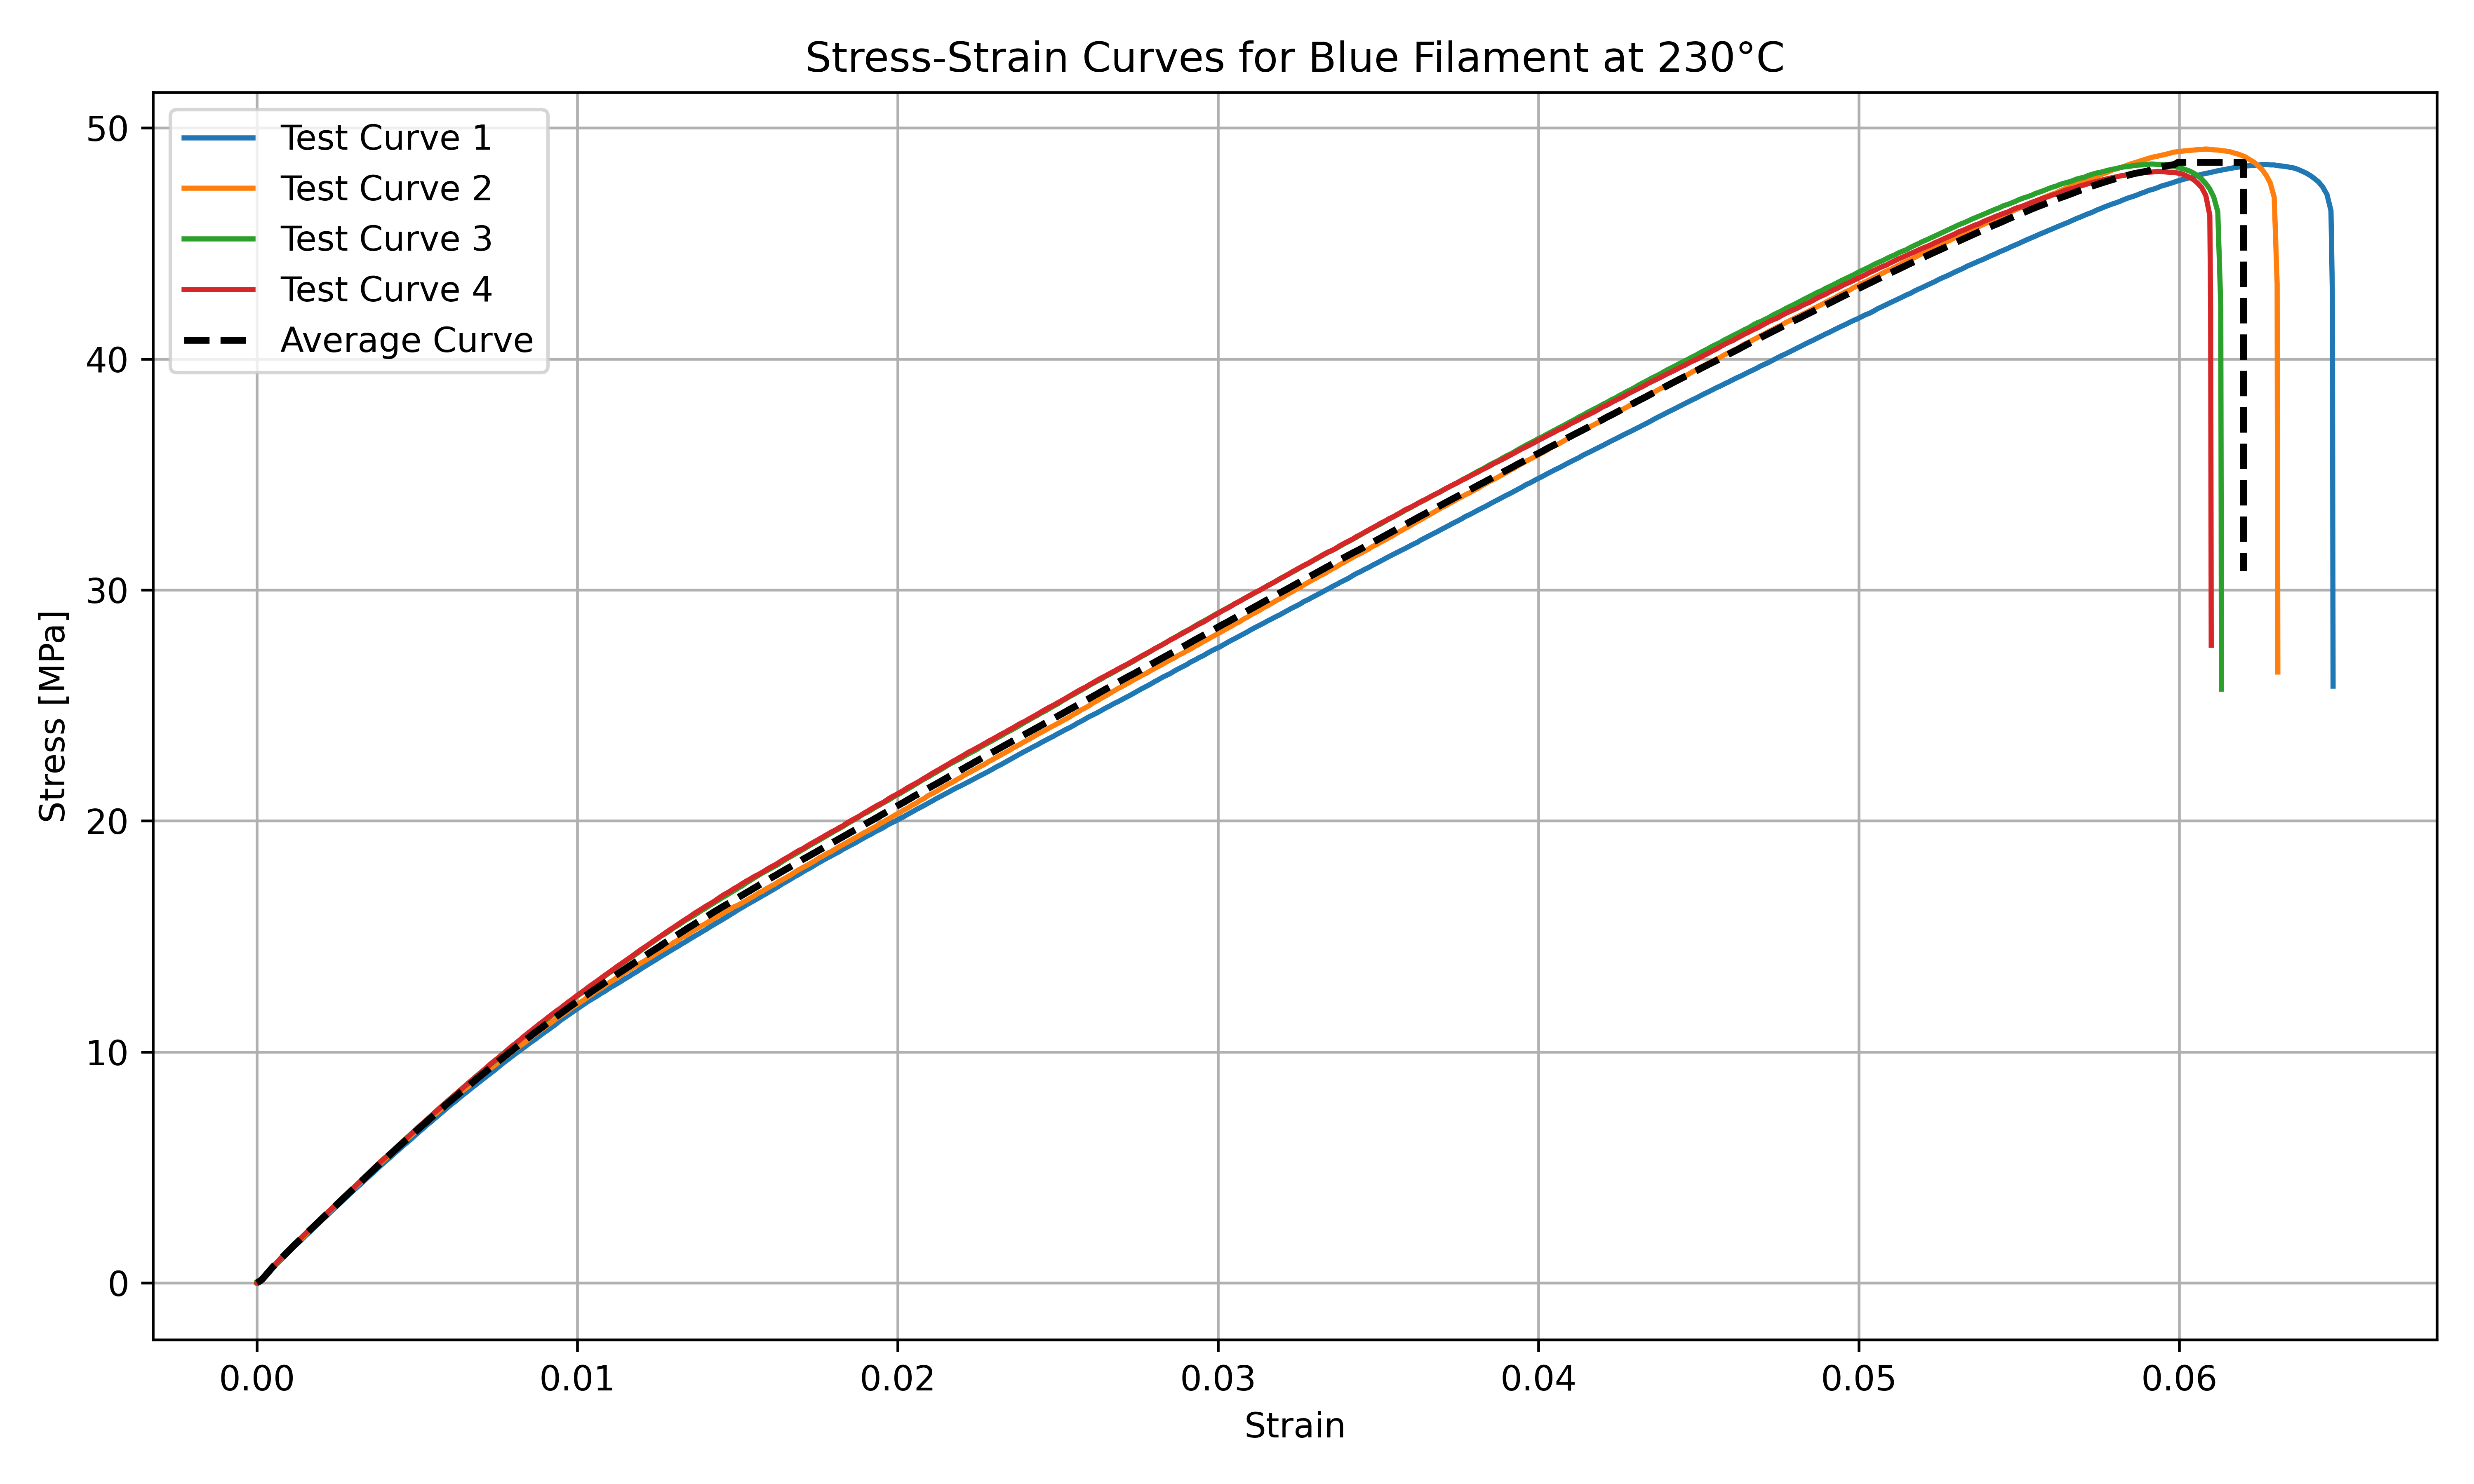 Stress-Strain Curves for Blue Filament at 230°C
Test Curve 1
Test Curve 2
Test Curve 3
Test Curve 4
Average Curve
50
40
30
20
10
0
Stress [MPa]
0.00 0.01 0.02 0.03 0.04 0.05 0.06
Strain